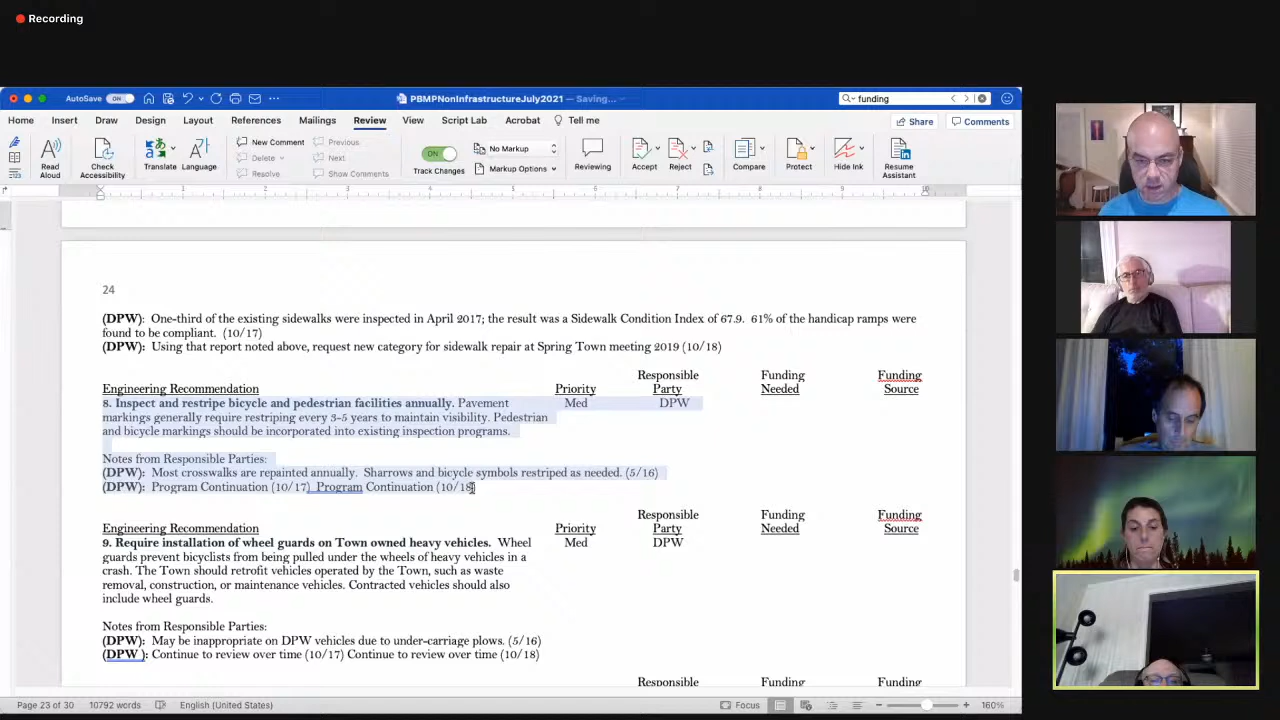 Recording
AutoSave ON PBMPNonInfrastructureJuly2021 — Saving... funding
Home Insert Draw Design Layout References Mailings Review View Script Lab Acrobat Tell me Share Comments
Read Aloud
Check Accessibility
Translate Language
New Comment
Delete
Resolve
Previous
Next
Show Comments
ON
Track Changes
No Markup
Markup Options
Reviewing
Accept Reject
Compare
Protect
Hide Ink
Resume Assistant
1 2 3 4 5 6 7 8 9 10
24
(DPW): One-third of the existing sidewalks were inspected in April 2017; the result was a Sidewalk Condition Index of 67.9. 61% of the handicap ramps were
found to be compliant. (10/17)
(DPW): Using that report noted above, request new category for sidewalk repair at Spring Town meeting 2019 (10/18)
Responsible Funding Funding
Engineering Recommendation Priority Party Needed Source
8. Inspect and restripe bicycle and pedestrian facilities annually. Pavement Med DPW
markings generally require restriping every 3-5 years to maintain visibility. Pedestrian
and bicycle markings should be incorporated into existing inspection programs.
Notes from Responsible Parties:
(DPW): Most crosswalks are repainted annually. Sharrows and bicycle symbols restriped as needed. (5/16)
(DPW): Program Continuation (10/17) Program Continuation (10/18)
Responsible Funding Funding
Engineering Recommendation Priority Party Needed Source
9. Require installation of wheel guards on Town owned heavy vehicles. Wheel Med DPW
guards prevent bicyclists from being pulled under the wheels of heavy vehicles in a
crash. The Town should retrofit vehicles operated by the Town, such as waste
removal, construction, or maintenance vehicles. Contracted vehicles should also
include wheel guards.
Notes from Responsible Parties:
(DPW): May be inappropriate on DPW vehicles due to under-carriage plows. (5/16)
(DPW ): Continue to review over time (10/17) Continue to review over time (10/18)
Responsible Funding Funding
Page 23 of 30 10792 words English (United States) Focus 160%